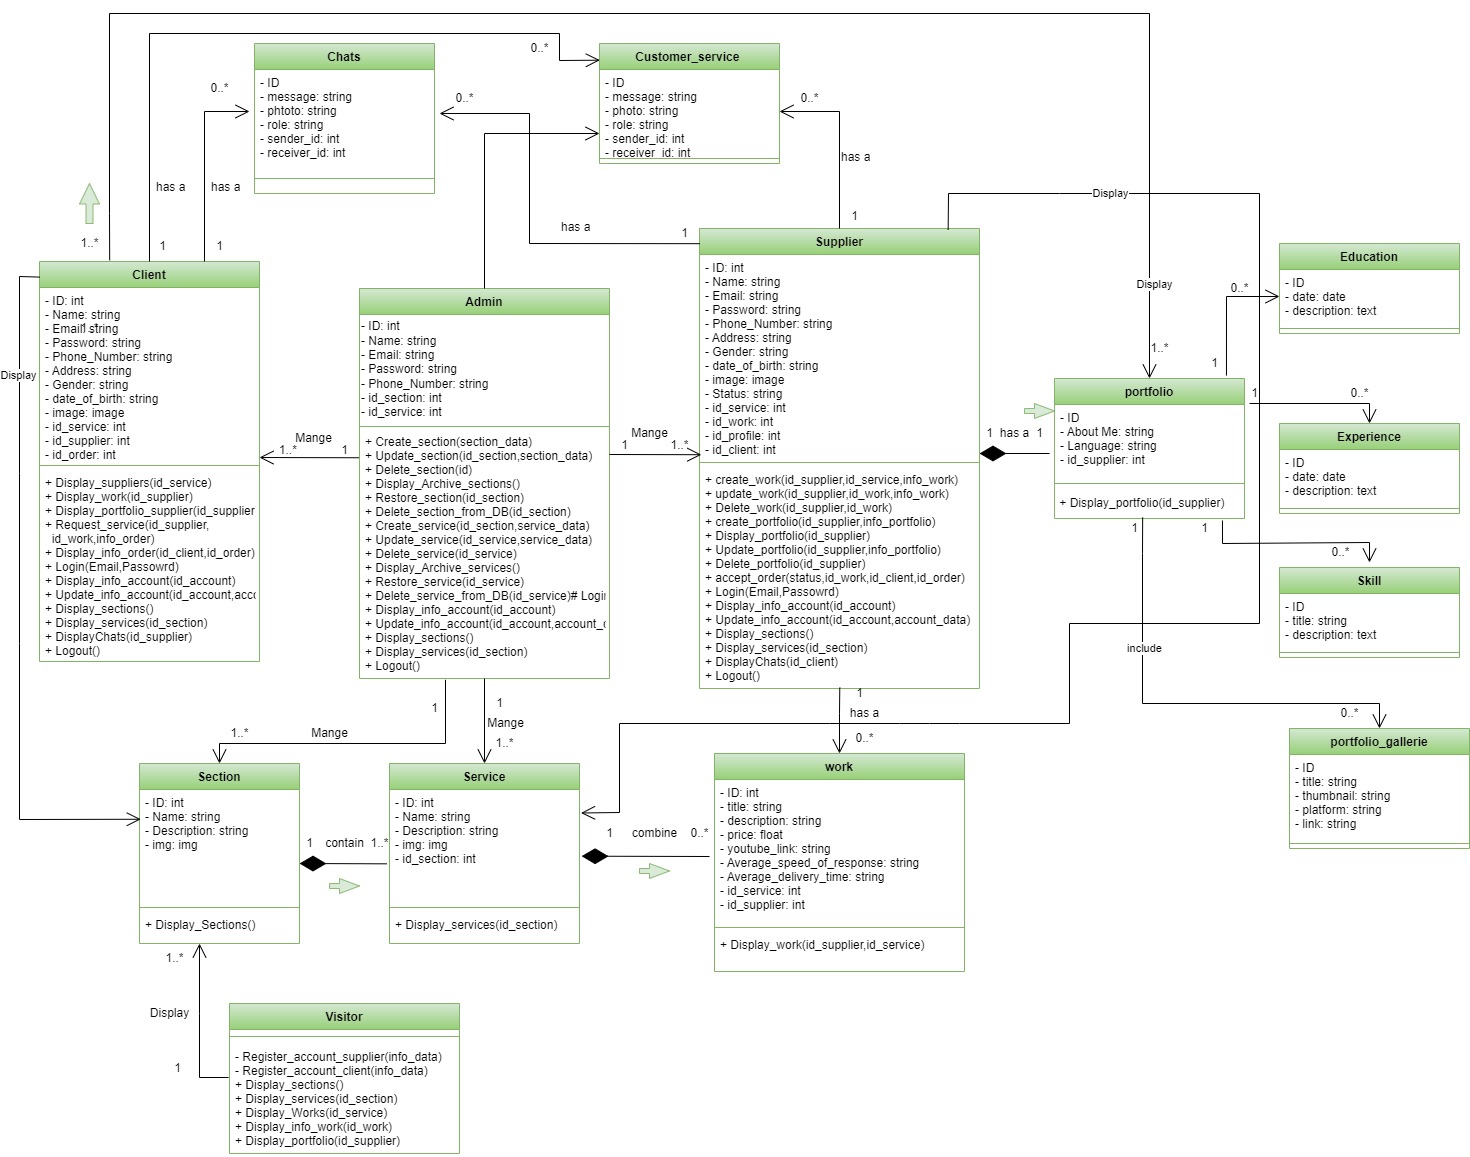 Chats
- ID
- message: string
- phtoto: string
- role: string
- sender_id: int
- receiver_id: int
Customer_service
- ID
- message: string
- photo: string
- role: string
- sender_id: int
- receiver_id: int
0..*
0..*
0..*
0..*
has a
has a
has a
has a
Display
Display
Display
1..*
1
1
1
1
Client
- ID: int
- Name: string
- Email: string
- Password: string
- Phone_Number: string
- Address: string
- Gender: string
- date_of_birth: string
- image: image
- id_service: int
- id_supplier: int
- id_order: int
+ Display_suppliers(id_service)
+ Display_work(id_supplier)
+ Display_portfolio_supplier(id_supplier
+ Request_service(id_supplier,
id_work,info_order)
+ Display_info_order(id_client,id_order)
+ Login(Email,Passowrd)
+ Display_info_account(id_account)
+ Update_info_account(id_account,acc
+ Display_sections()
+ Display_services(id_section)
+ DisplayChats(id_supplier)
+ Logout()
Mange
1..*
1
Admin
- ID: int
- Name: string
- Email: string
- Password: string
- Phone_Number: string
- id_section: int
- id_service: int
+ Create_section(section_data)
+ Update_section(id_section,section_data)
+ Delete_section(id)
+ Display_Archive_sections()
+ Restore_section(id_section)
+ Delete_section_from_DB(id_section)
+ Create_service(id_section,service_data)
+ Update_service(id_service,service_data)
+ Delete_service(id_service)
+ Display_Archive_services()
+ Restore_service(id_service)
+ Delete_service_from_DB(id_service)# Login
+ Display_info_account(id_account)
+ Update_info_account(id_account,account_
+ Display_sections()
+ Display_services(id_section)
+ Logout()
Mange
1
1..*
Supplier
- ID: int
- Name: string
- Email: string
- Password: string
- Phone_Number: string
- Address: string
- Gender: string
- date_of_birth: string
- image: image
- Status: string
- id_service: int
- id_work: int
- id_profile: int
- id_client: int
+ create_work(id_supplier,id_service,info_work)
+ update_work(id_supplier,id_work,info_work)
+ Delete_work(id_supplier,id_work)
+ create_portfolio(id_supplier,info_portfolio)
+ Display_portfolio(id_supplier)
+ Update_portfolio(id_supplier,info_portfolio)
+ Delete_portfolio(id_supplier)
+ accept_order(status,id_work,id_client,id_order)
+ Login(Email,Passowrd)
+ Display_info_account(id_account)
+ Update_info_account(id_account,account_data)
+ Display_sections()
+ Display_services(id_section)
+ DisplayChats(id_client)
+ Logout()
1 has a 1
1..*
portfolio
- ID
- About Me: string
- Language: string
- id_supplier: int
+ Display_portfolio(id_supplier)
1
0..*
Education
- ID
- date: date
- description: text
1
0..*
Experience
- ID
- date: date
- description: text
1
0..*
Skill
- ID
- title: string
- description: text
1
include
0..*
portfolio_gallerie
- ID
- title: string
- thumbnail: string
- platform: string
- link: string
1
Mange
1..*
1
Mange
1..*
1
has a
0..*
Section
- ID: int
- Name: string
- Description: string
- img: img
+ Display_Sections()
1 contain 1..*
Service
- ID: int
- Name: string
- Description: string
- img: img
- id_section: int
+ Display_services(id_section)
1 combine 0..*
work
- ID: int
- title: string
- description: string
- price: float
- youtube_link: string
- Average_speed_of_response: string
- Average_delivery_time: string
- id_service: int
- id_supplier: int
+ Display_work(id_supplier,id_service)
1..*
Display
1
Visitor
- Register_account_supplier(info_data)
- Register_account_client(info_data)
+ Display_sections()
+ Display_services(id_section)
+ Display_Works(id_service)
+ Display_info_work(id_work)
+ Display_portfolio(id_supplier)